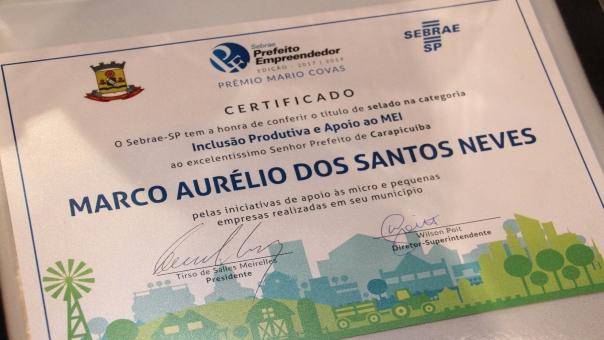 Sebrae
Prefeito
Empreendedor
EDIÇÃO - 2017 | 2019
PRÊMIO MARIO COVAS
SEBRAE
SP
CERTIFICADO
O Sebrae-SP tem a honra de conferir o título de selado na categoria
Inclusão Produtiva e Apoio ao MEI
ao excelentíssimo Senhor Prefeito de Carapicuíba
MARCO AURÉLIO DOS SANTOS NEVES
pelas iniciativas de apoio às micro e pequenas
empresas realizadas em seu município
Tirso de Salles Meirelles
Presidente
Wilson Poit
Diretor-Superintendente